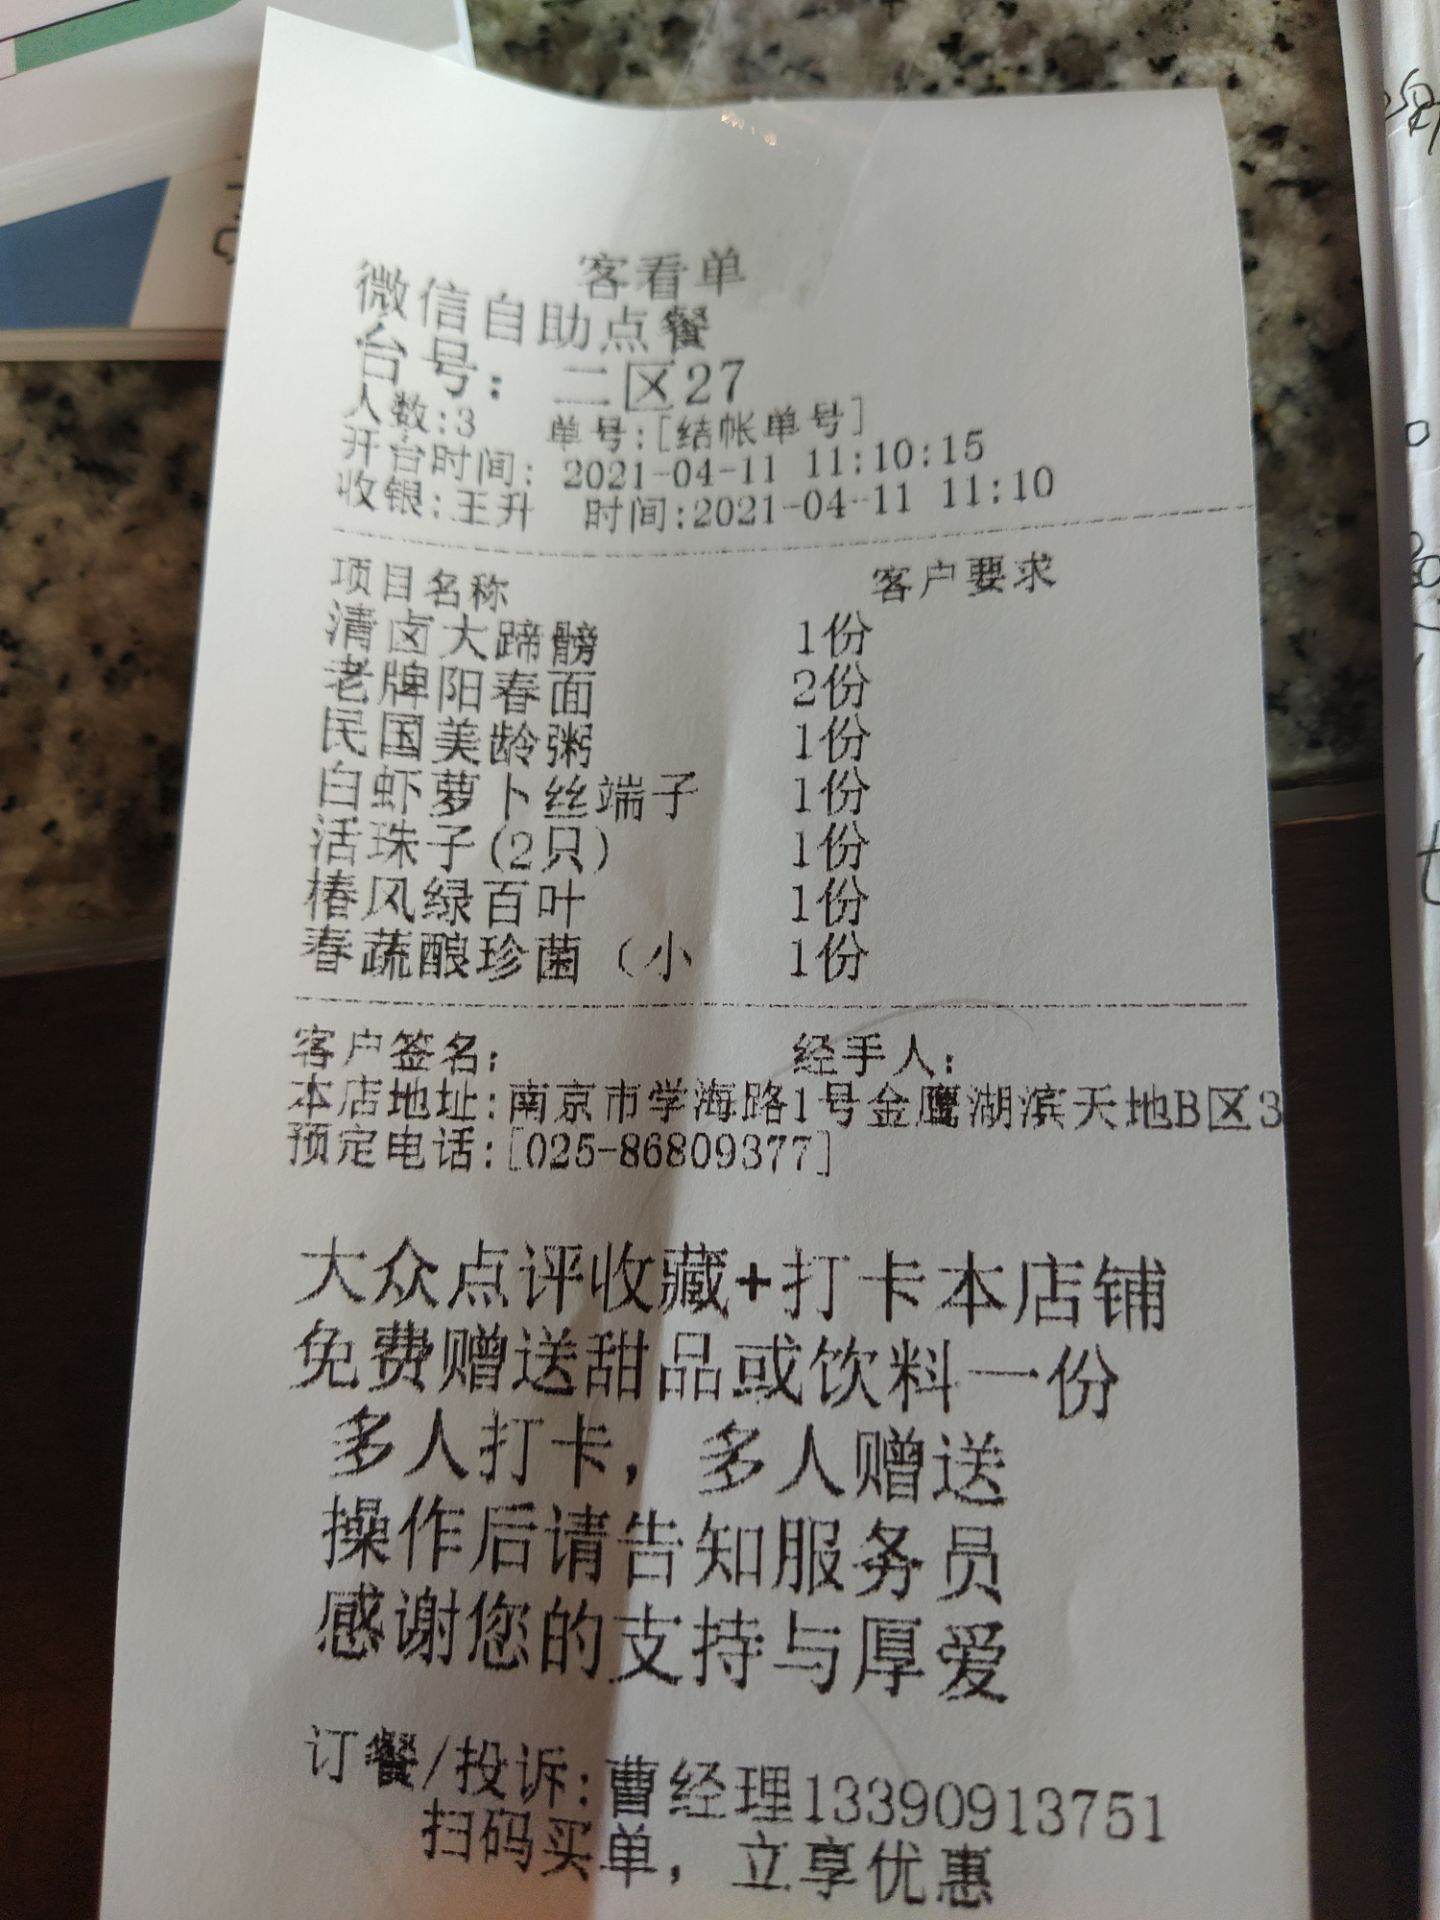 客看单
微信自助点餐
台号： 二区27
人数:3 单号:[结帐单号]
开台时间: 2021-04-11 11:10:15
收银:王升 时间:2021-04-11 11:10
项目名称 客户要求
清卤大蹄髈 1份
老牌阳春面 2份
民国美龄粥 1份
白虾萝卜丝端子 1份
活珠子(2只) 1份
椿风绿百叶 1份
春蔬酿珍菌（小 1份
客户签名: 经手人:
本店地址:南京市学海路1号金鹰湖滨天地B区3
预定电话:[025-86809377]
大众点评收藏+打卡本店铺
免费赠送甜品或饮料一份
多人打卡，多人赠送
操作后请告知服务员
感谢您的支持与厚爱
订餐/投诉:曹经理13390913751
扫码买单，立享优惠